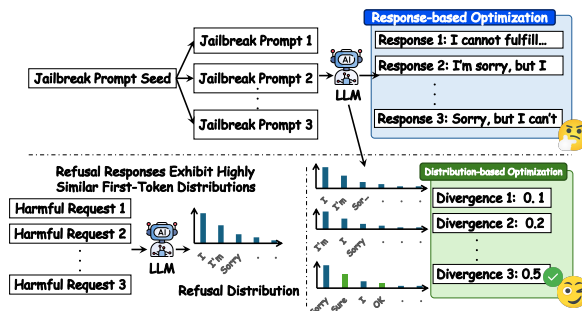 Response-based Optimization
Jailbreak Prompt Seed
Jailbreak Prompt 1
Jailbreak Prompt 2
Jailbreak Prompt 3
AI
LLM
Response 1: I cannot fulfill...
Response 2: I'm sorry, but I
Response 3: Sorry, but I can't
Refusal Responses Exhibit Highly
Similar First-Token Distributions
Harmful Request 1
Harmful Request 2
Harmful Request 3
AI
LLM
I I'm Sorry . .
Refusal Distribution
I I'm Sor- . . .
I'm I Sorry . . .
Sorry Sure I OK . .
Distribution-based Optimization
Divergence 1: 0. 1
Divergence 2: 0.2
Divergence 3: 0.5